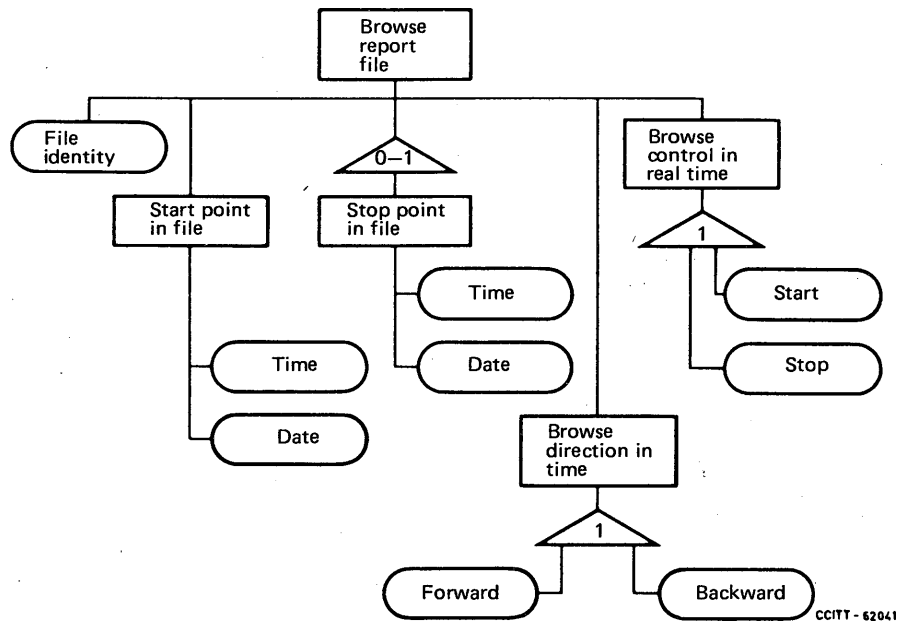 Browse
report
file
File
identity
0–1
Browse
control in
real time
Start point
in file
Stop point
in file
1
Time
Start
Time
Date
Stop
Date
Browse
direction in
time
1
Forward
Backward
CCITT - 62041